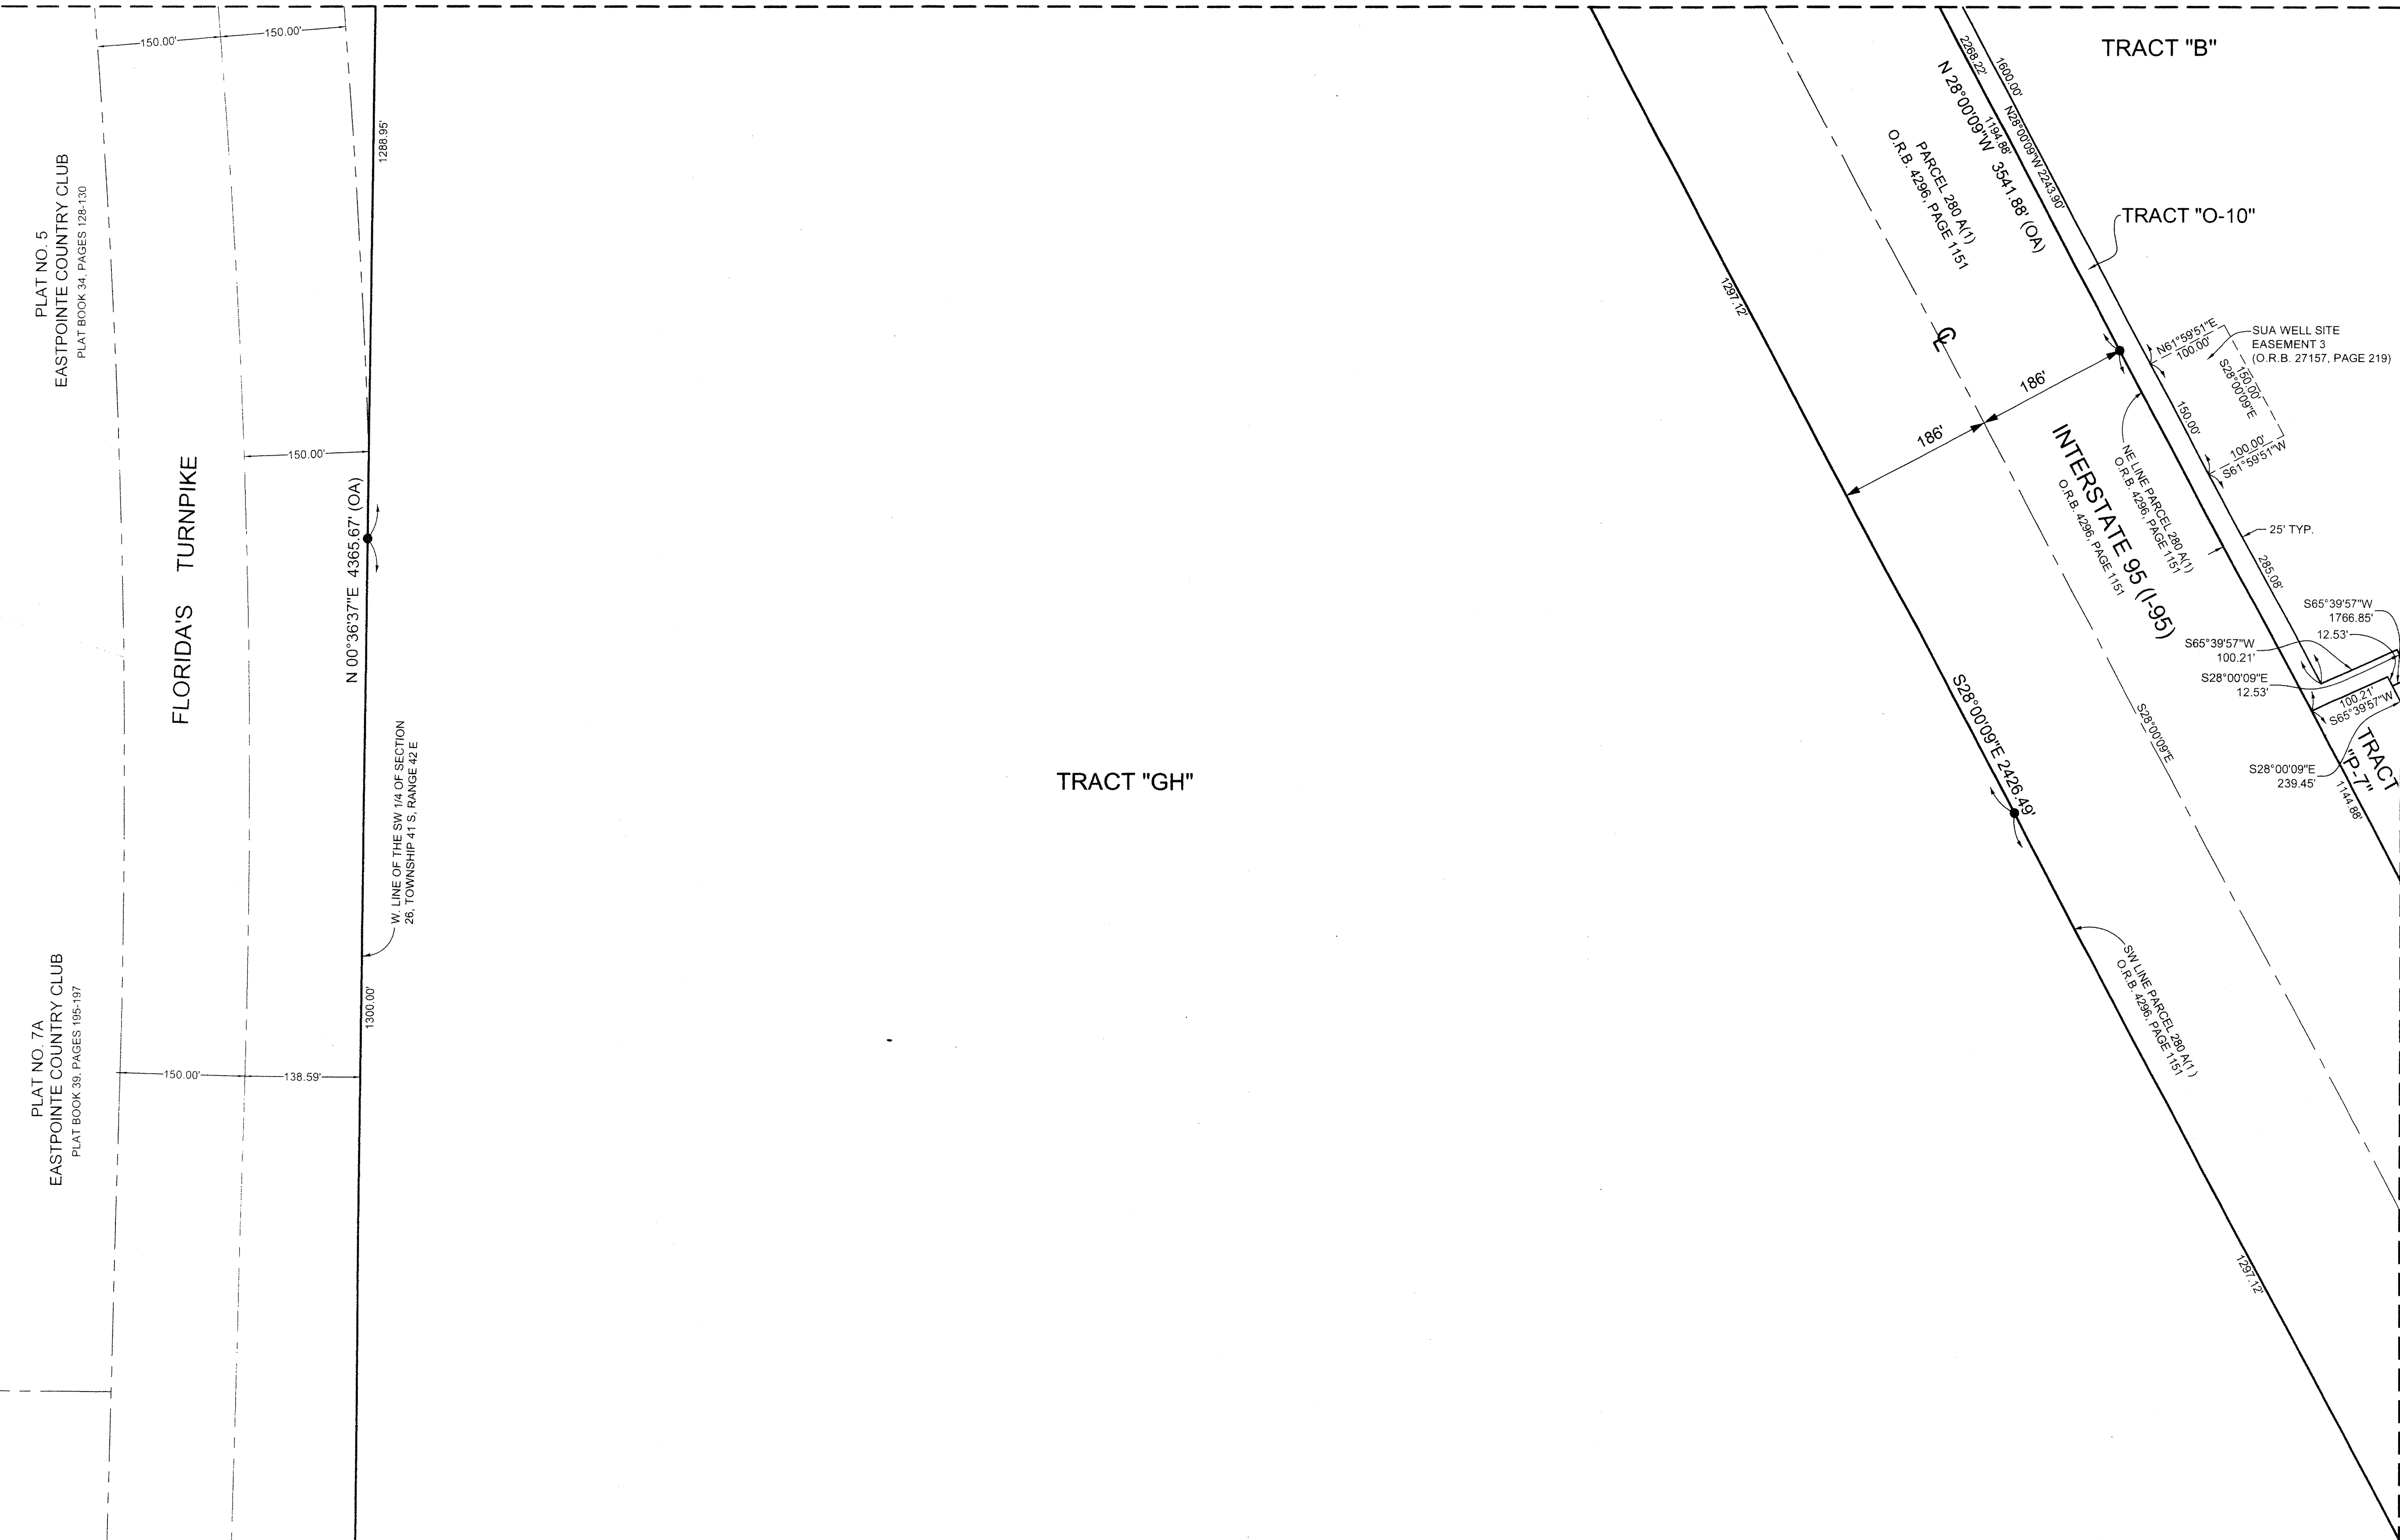 150.00'
150.00'
1288.95'
PLAT NO. 5
EASTPOINTE COUNTRY CLUB
PLAT BOOK 34, PAGES 128-130
FLORIDA'S TURNPIKE
150.00'
N 00°36'37"E 4365.67' (OA)
W. LINE OF THE SW 1/4 OF SECTION
26, TOWNSHIP 41 S, RANGE 42 E
1300.00'
PLAT NO. 7A
EASTPOINTE COUNTRY CLUB
PLAT BOOK 39, PAGES 195-197
150.00'
138.59'
TRACT "GH"
1297.12'
S28°00'09"E 2426.49'
SW LINE PARCEL 280 A(1)
O.R.B. 4296, PAGE 1151
1297.12'
PARCEL 280 A(1)
O.R.B. 4296, PAGE 1151
CL
186'
186'
INTERSTATE 95 (I-95)
O.R.B. 4296, PAGE 1151
S28°00'09"E
2268.22'
N 28°00'09"W 3541.88' (OA)
1194.88'
1600.00'
N28°00'09"W 2243.90'
TRACT "B"
TRACT "O-10"
N61°59'51"E
100.00'
SUA WELL SITE
EASEMENT 3
(O.R.B. 27157, PAGE 219)
150.00'
S28°00'09"E
150.00'
100.00'
S61°59'51"W
NE LINE PARCEL 280 A(1)
O.R.B. 4296, PAGE 1151
25' TYP.
285.08'
S65°39'57"W
1766.85'
12.53'
S65°39'57"W
100.21'
S28°00'09"E
12.53'
100.21'
S65°39'57"W
S28°00'09"E
239.45'
TRACT
"P-7"
1144.88'